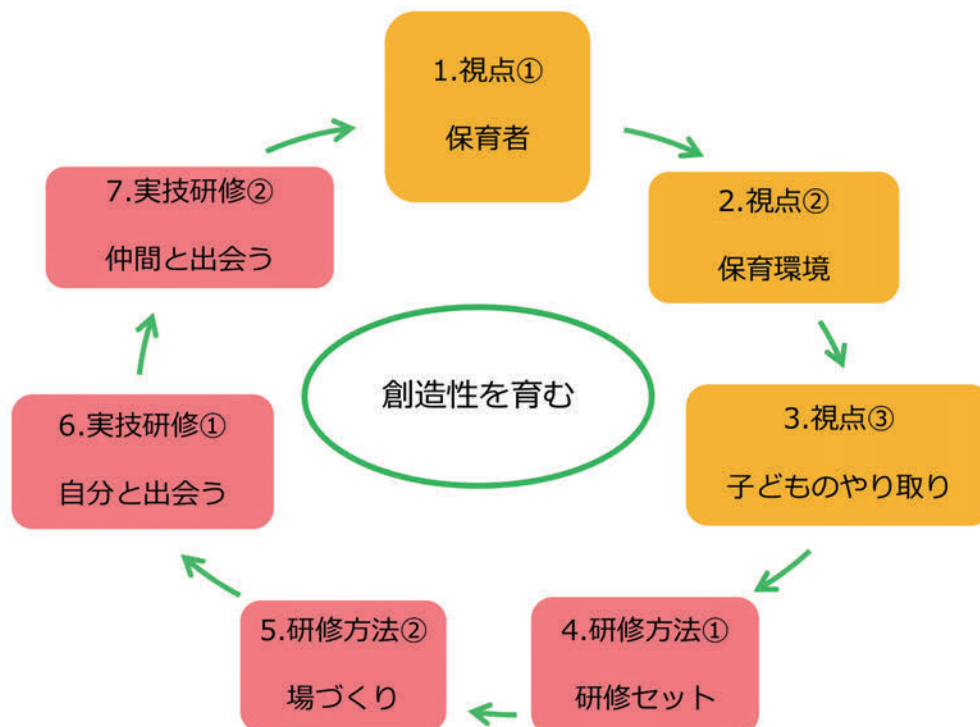 1.視点①
保育者
2.視点②
保育環境
3.視点③
子どものやり取り
4.研修方法①
研修セット
5.研修方法②
場づくり
6.実技研修①
自分と出会う
7.実技研修②
仲間と出会う
創造性を育む